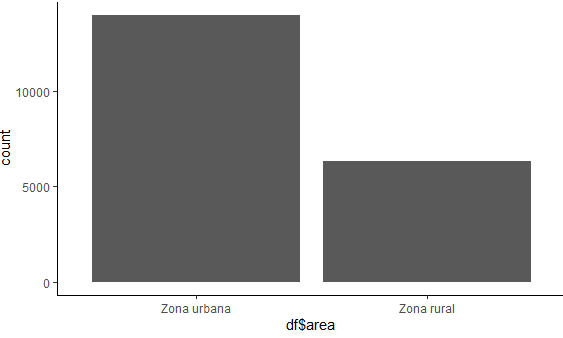 count
10000
5000
0
Zona urbana
Zona rural
df$area